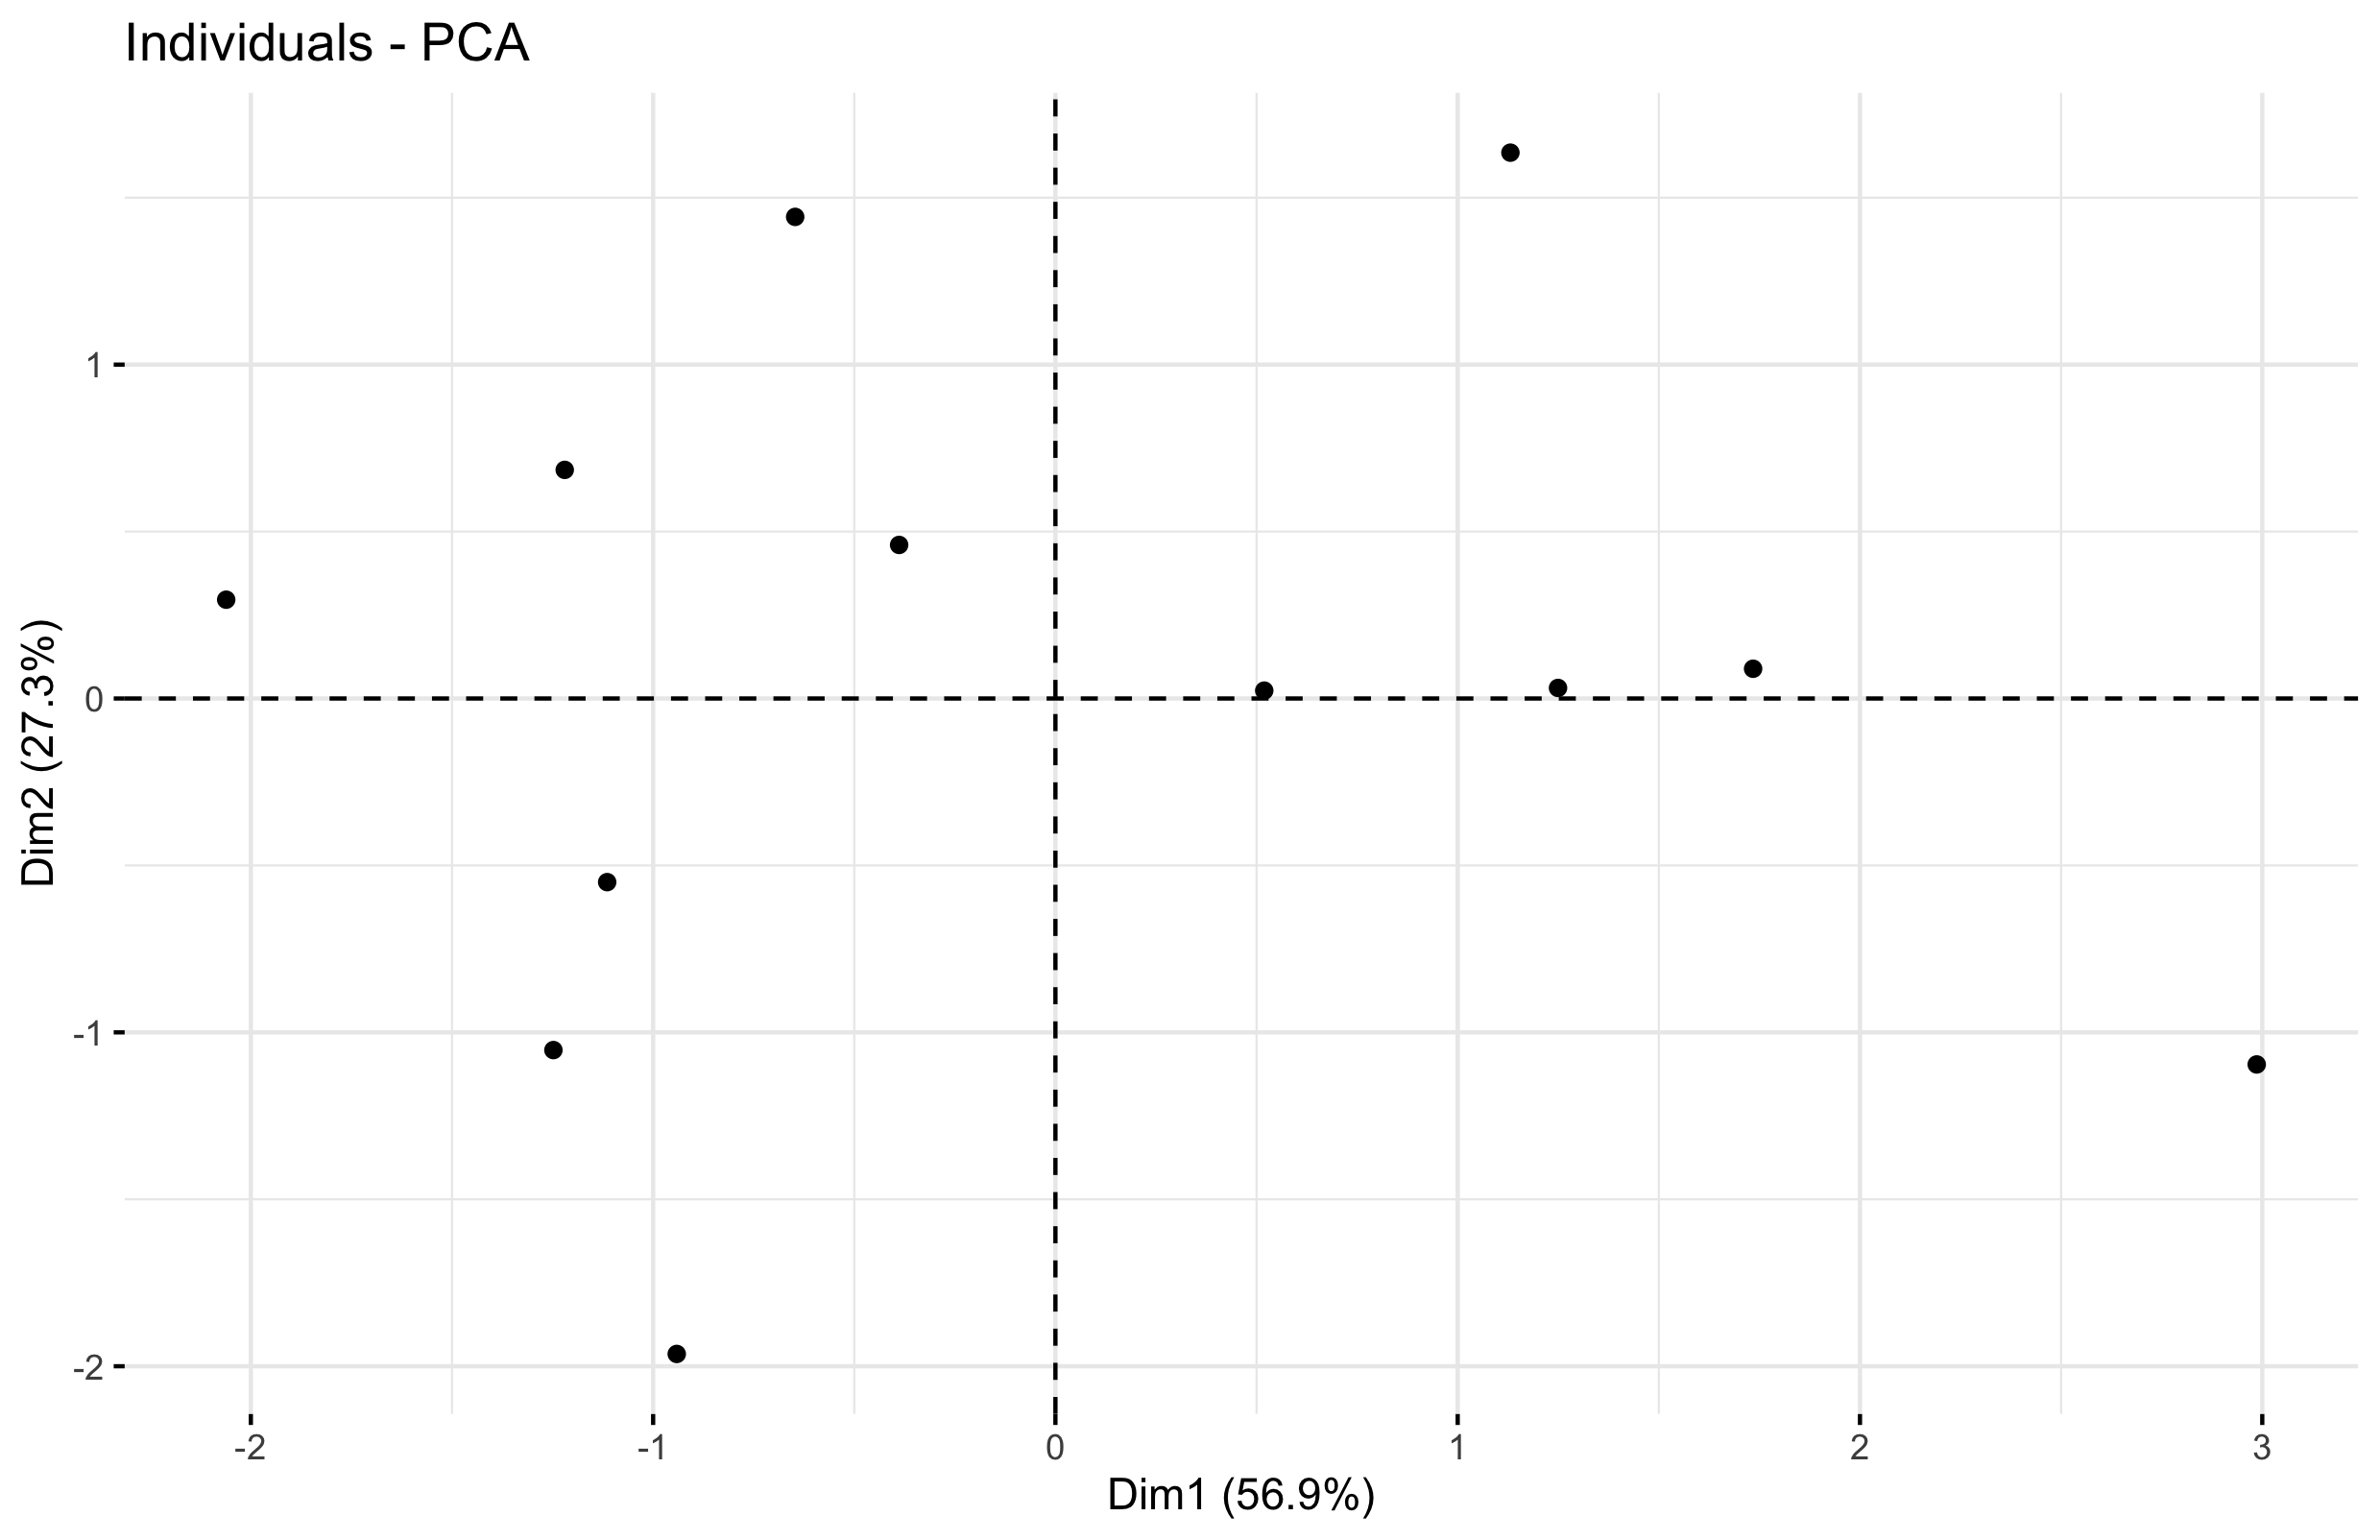 Individuals - PCA
Dim2 (27.3%)
1
0
-1
-2
-2 -1 0 1 2 3
Dim1 (56.9%)